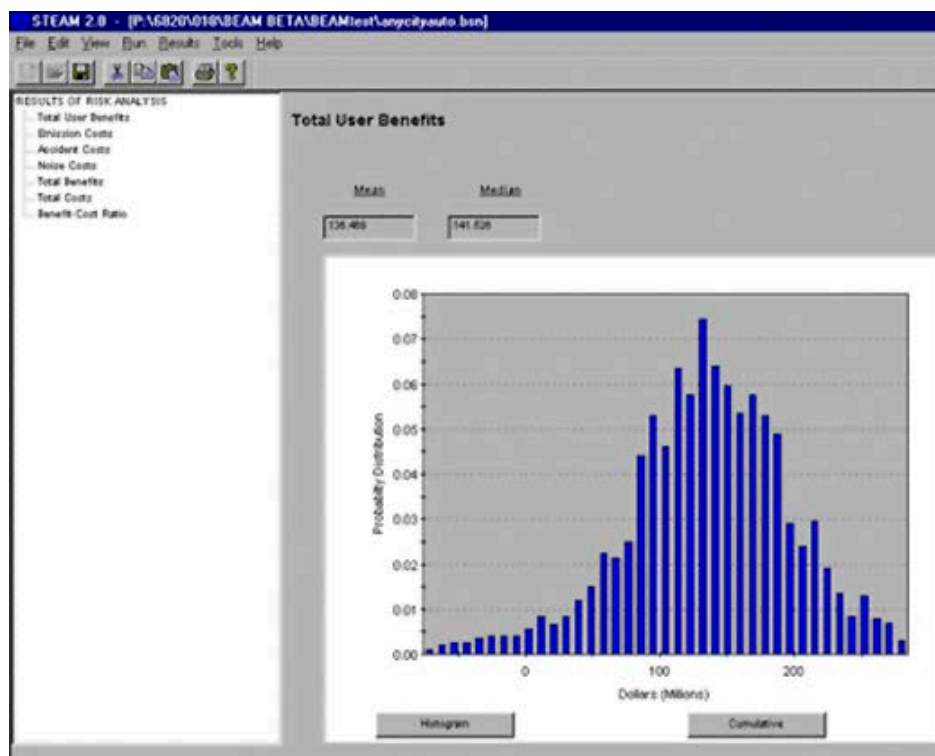 STEAM 2.0 - [P:\6820\018\BEAM BETA\BEAMtest\anycityauto.bsn]
File Edit View Run Results Tools Help
RESULTS OF RISK ANALYSIS
Total User Benefits
Emission Costs
Accident Costs
Noise Costs
Total Benefits
Total Costs
Benefit-Cost Ratio
Total User Benefits
Mean Median
141.526
0.08
0.07
0.06
0.05
0.04
0.03
0.02
0.01
0.00
Probability Distribution
0 100 200
Dollars (Millions)
Histogram Cumulative